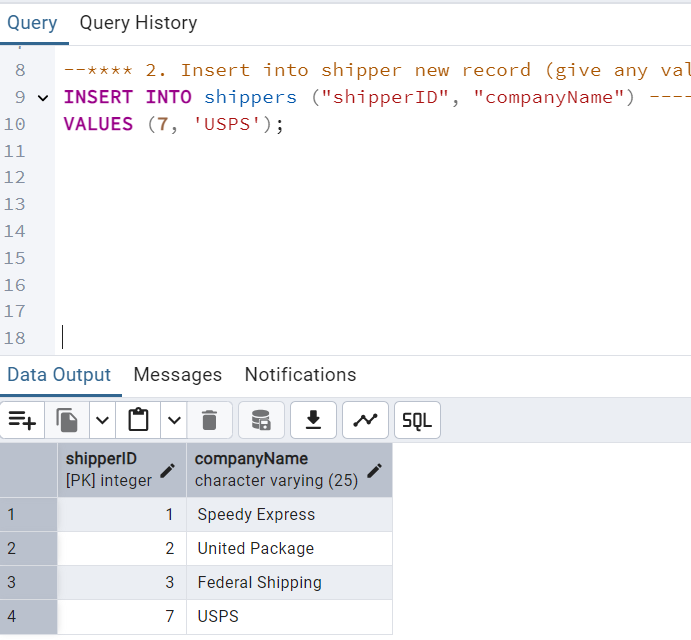 Query Query History
8 --**** 2. Insert into shipper new record (give any val
9 INSERT INTO shippers ("shipperID", "companyName") ----
10 VALUES (7, 'USPS');
11
12
13
14
15
16
17
18
Data Output Messages Notifications
SQL
shipperID companyName
[PK] integer character varying (25)
1 1 Speedy Express
2 2 United Package
3 3 Federal Shipping
4 7 USPS